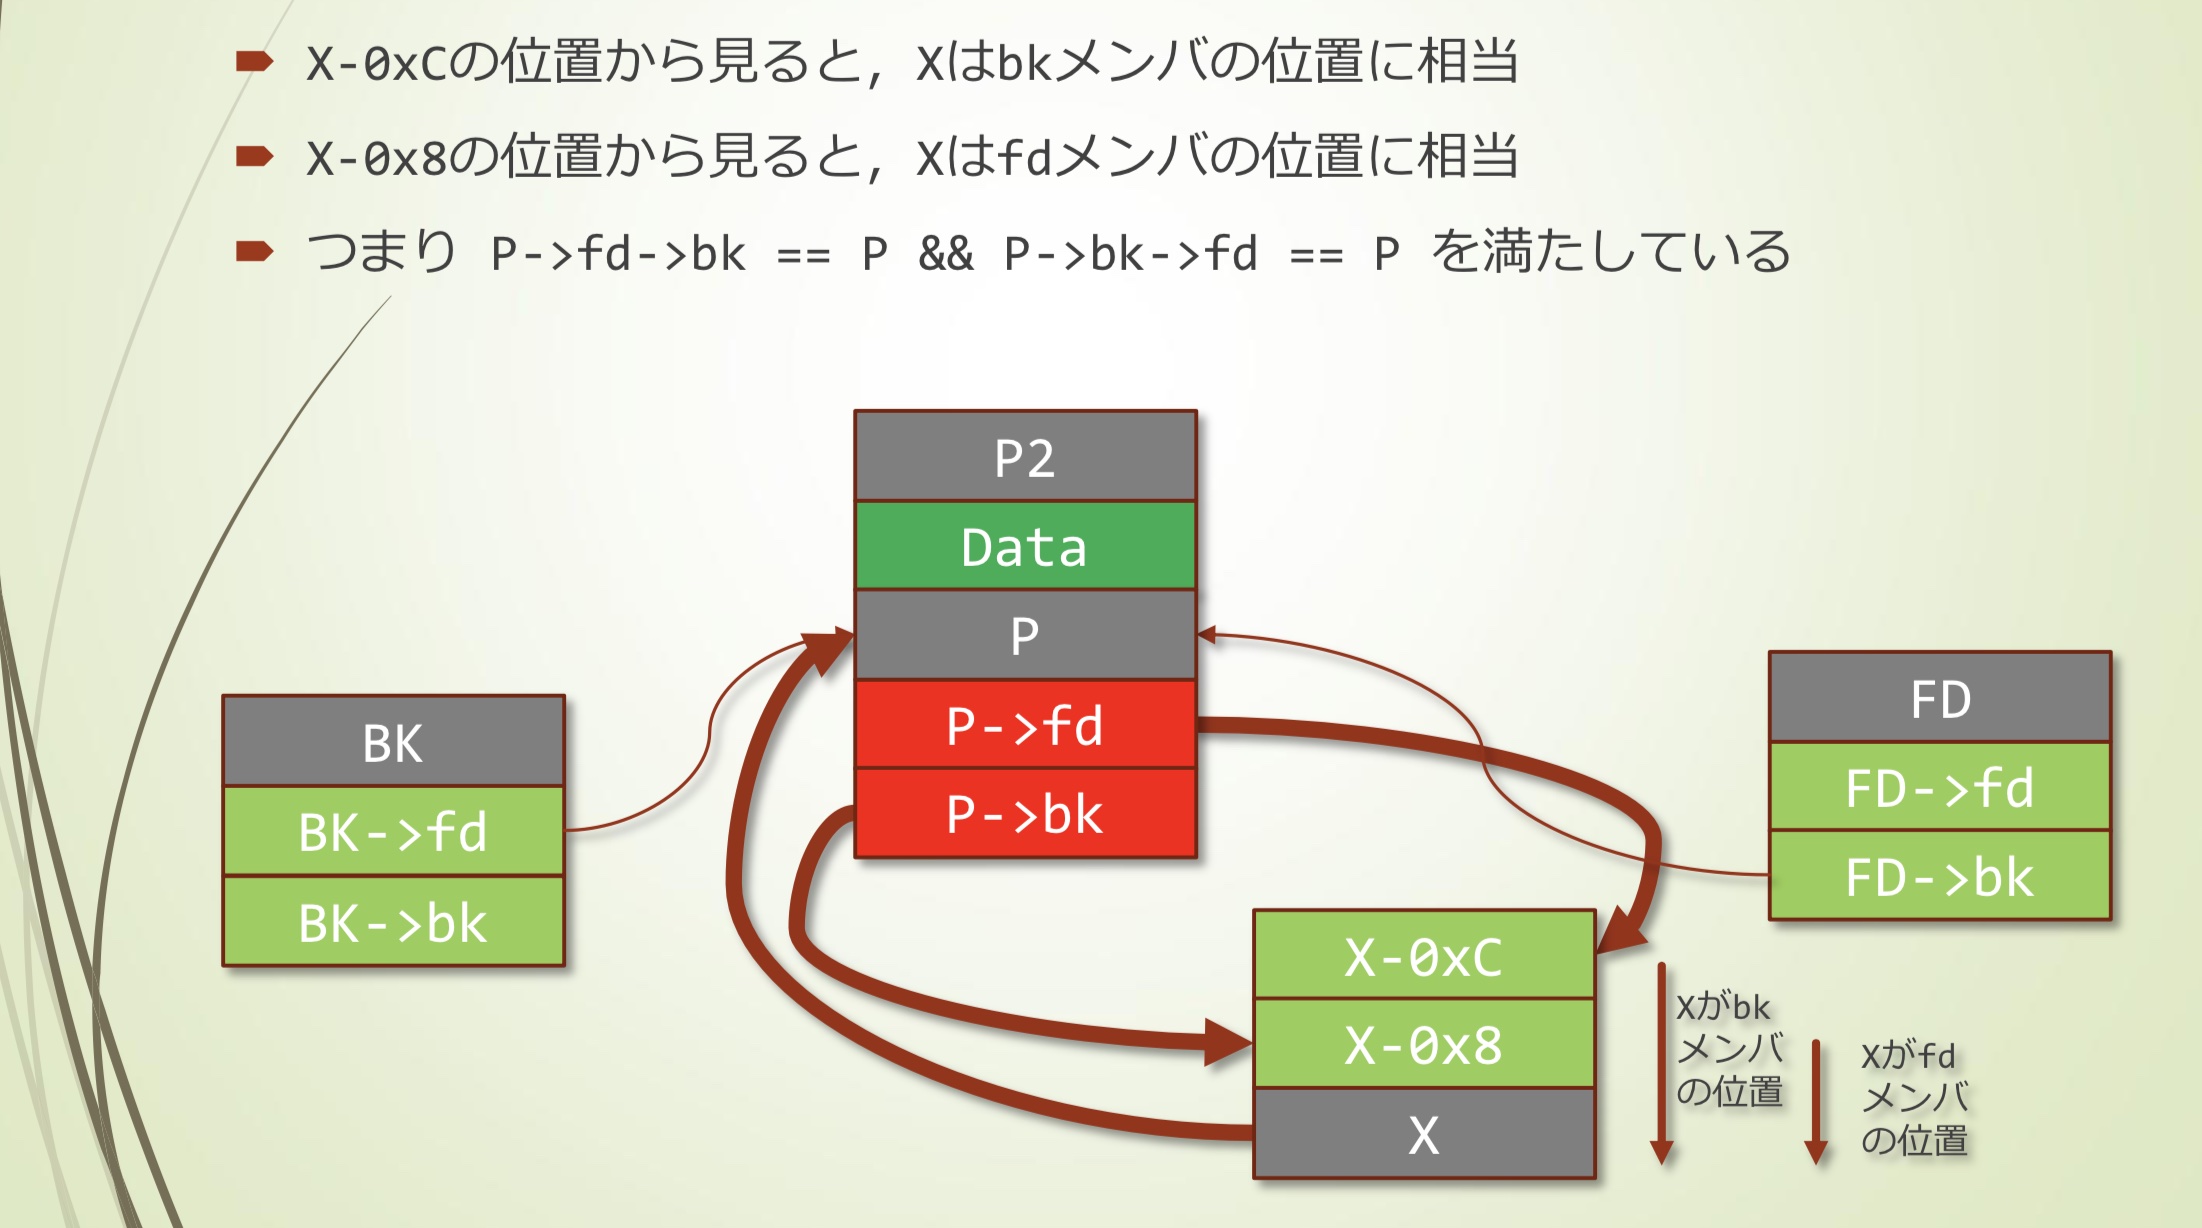 X-0xCの位置から見ると，Xはbkメンバの位置に相当
X-0x8の位置から見ると，Xはfdメンバの位置に相当
つまり P->fd->bk == P && P->bk->fd == P を満たしている
P2
Data
P
P->fd
P->bk
BK
BK->fd
BK->bk
FD
FD->fd
FD->bk
X-0xC
X-0x8
X
Xがbk
メンバ
の位置
Xがfd
メンバ
の位置